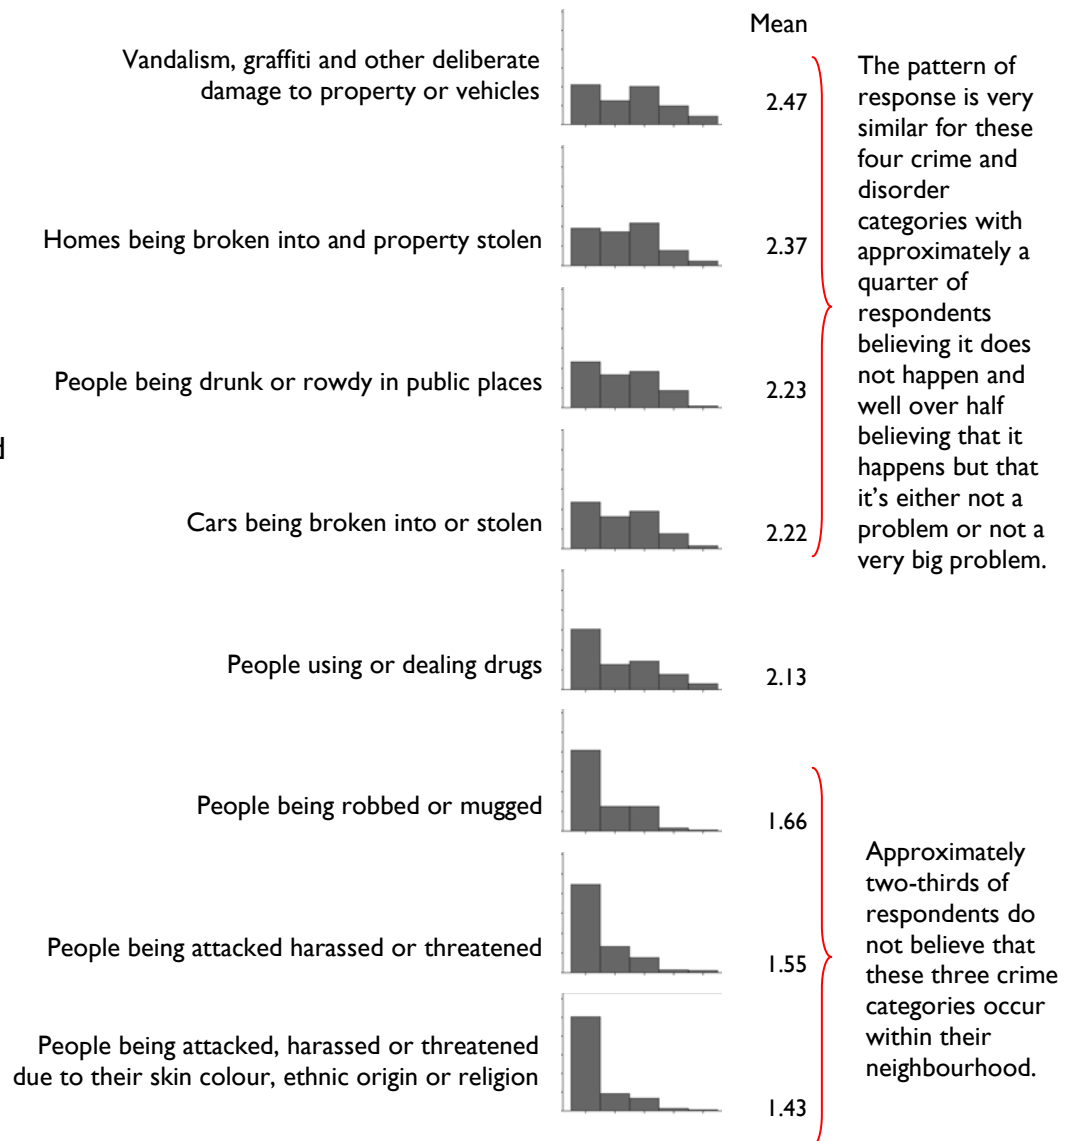 Mean
Vandalism, graffiti and other deliberate
damage to property or vehicles
2.47
Homes being broken into and property stolen
2.37
People being drunk or rowdy in public places
2.23
Cars being broken into or stolen
2.22
The pattern of
response is very
similar for these
four crime and
disorder
categories with
approximately a
quarter of
respondents
believing it does
not happen and
well over half
believing that it
happens but that
it's either not a
problem or not a
very big problem.
People using or dealing drugs
2.13
People being robbed or mugged
1.66
People being attacked harassed or threatened
1.55
People being attacked, harassed or threatened
due to their skin colour, ethnic origin or religion
1.43
Approximately
two-thirds of
respondents do
not believe that
these three crime
categories occur
within their
neighbourhood.